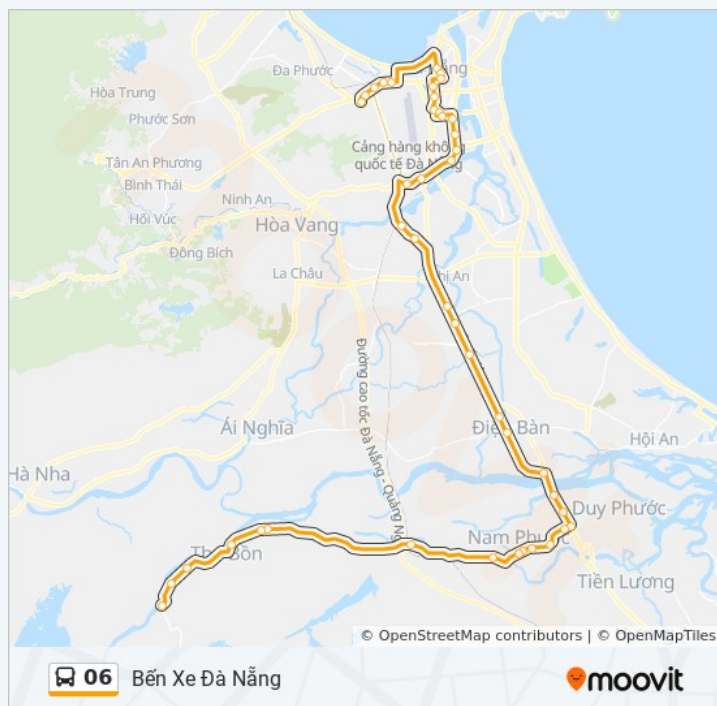 Đa Phước
Hòa Trung
Phước Sơn
Cảng hàng không
quốc tế Đà Nẵng
Tân An Phương
Bình Thái
Ninh An
Hối Vúc
Hòa Vang
Đông Bích
La Châu
Đường cao tốc Đà Nẵng - Quảng Ng
Ái Nghĩa
Điện Bàn
Hội An
Hà Nha
Duy Phước
Nam Phước
Tiền Lương
© OpenStreetMap contributors | © OpenMapTiles
06
Bến Xe Đà Nẵng
moovit